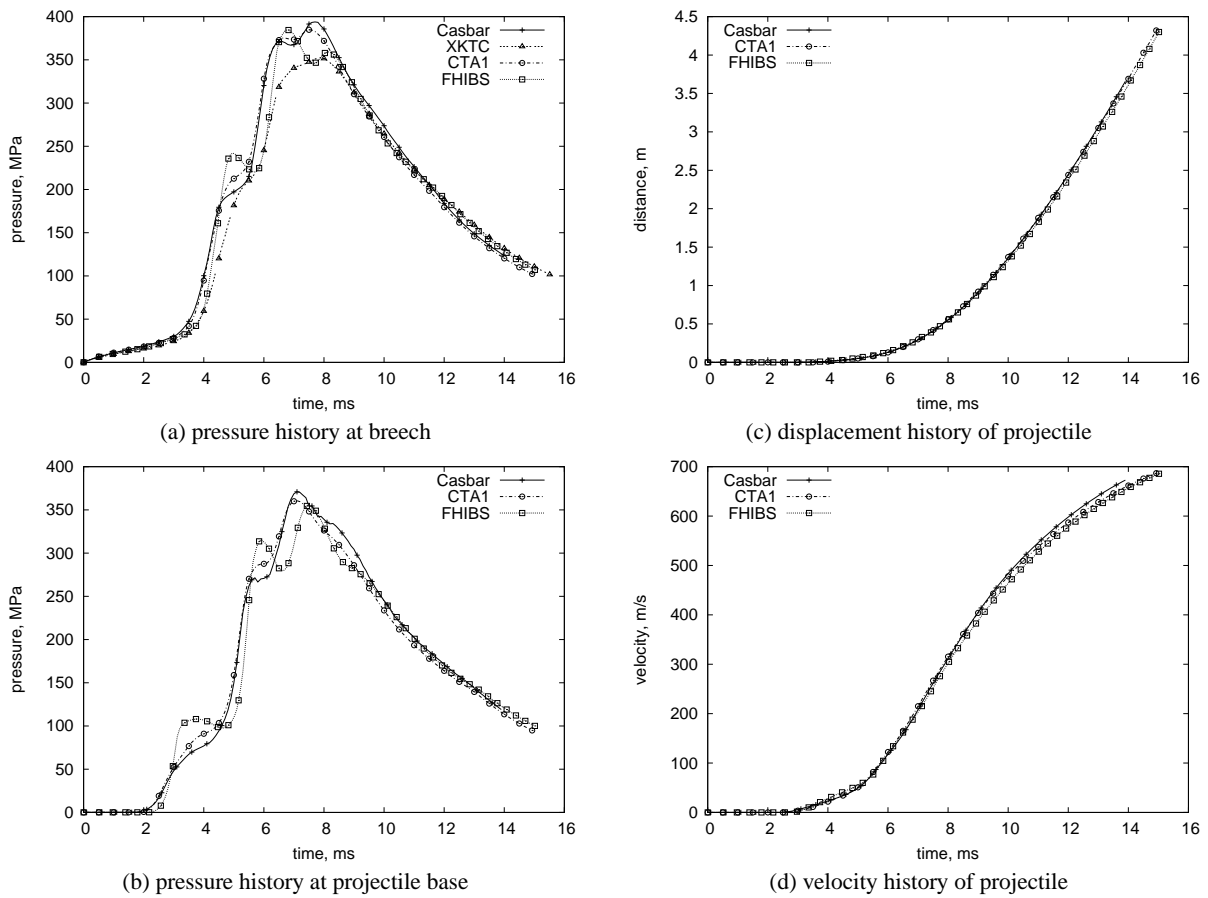 400
350
300
250
200
150
100
50
0
pressure, MPa
Casbar
XKTC
CTA1
FHIBS
0 2 4 6 8 10 12 14 16
time, ms
(a) pressure history at breech
4.5
4
3.5
3
2.5
2
1.5
1
0.5
0
distance, m
Casbar
CTA1
FHIBS
0 2 4 6 8 10 12 14 16
time, ms
(c) displacement history of projectile
400
350
300
250
200
150
100
50
0
pressure, MPa
Casbar
CTA1
FHIBS
0 2 4 6 8 10 12 14 16
time, ms
(b) pressure history at projectile base
700
600
500
400
300
200
100
0
velocity, m/s
Casbar
CTA1
FHIBS
0 2 4 6 8 10 12 14 16
time, ms
(d) velocity history of projectile